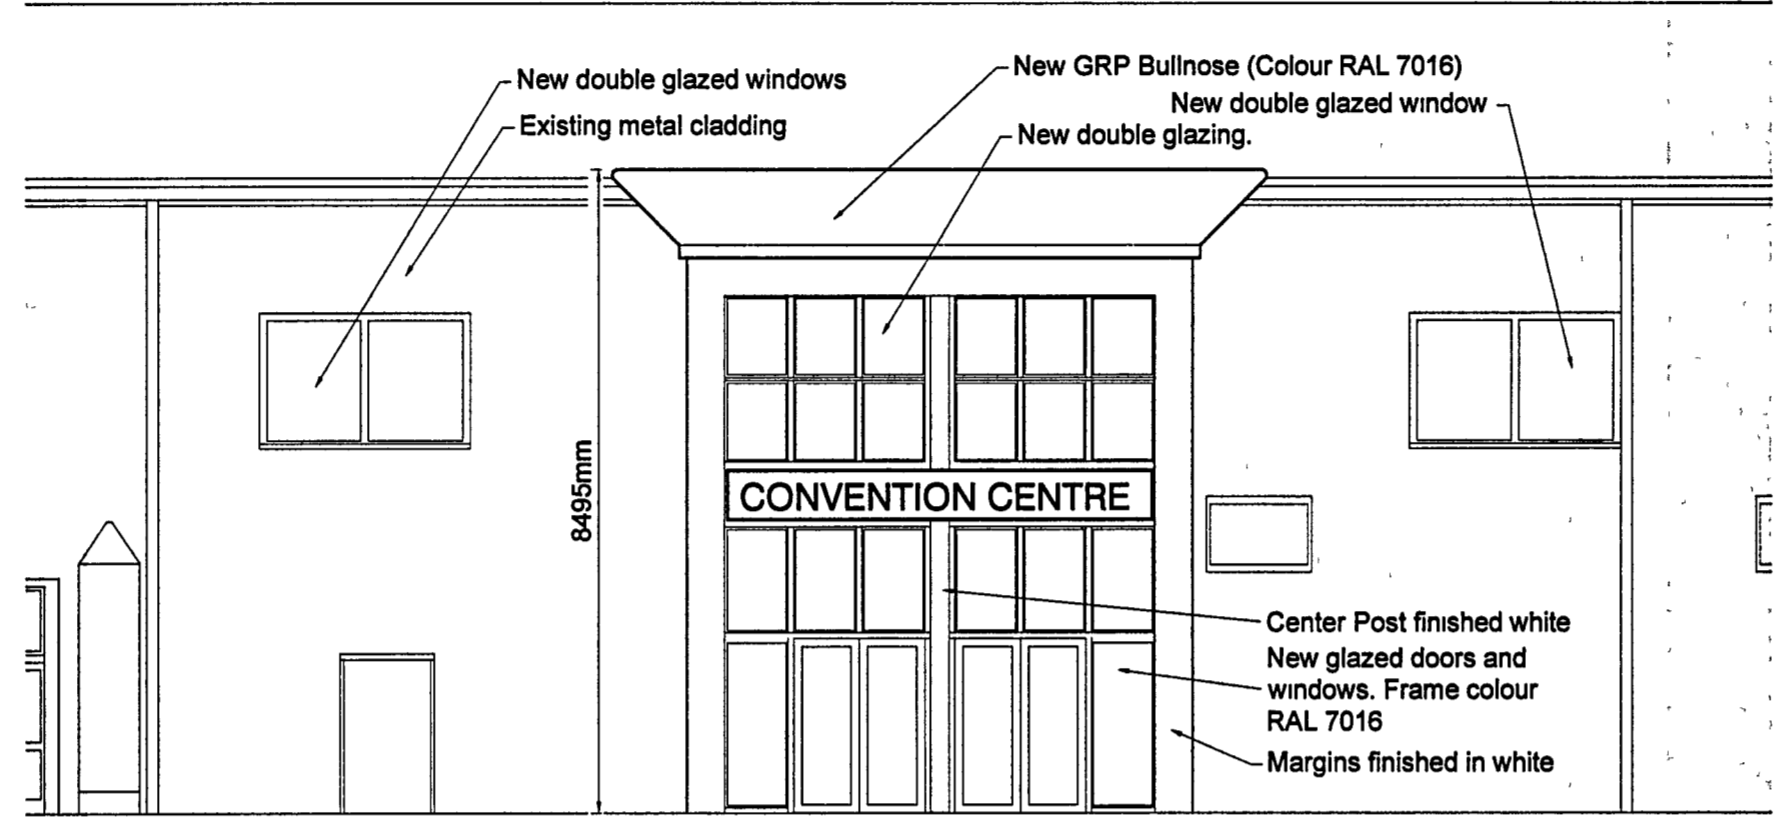 New double glazed windows
Existing metal cladding
New GRP Bullnose (Colour RAL 7016)
New double glazed window
New double glazing.
8495mm
CONVENTION CENTRE
Center Post finished white
New glazed doors and
windows. Frame colour
RAL 7016
Margins finished in white